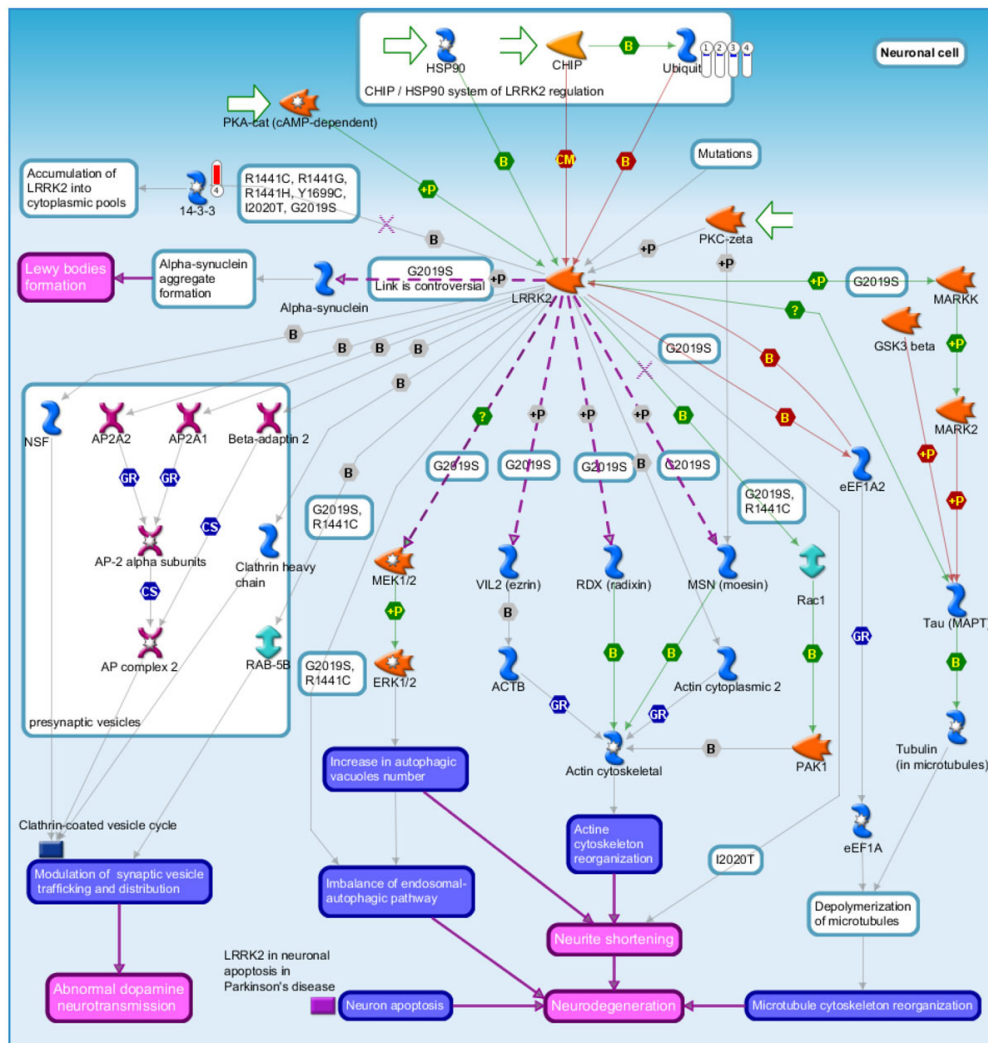 Neuronal cell
HSP90
CHIP
B
Ubiquit
1
2
3
4
CHIP / HSP90 system of LRRK2 regulation
PKA-cat (cAMP-dependent)
B
CM
B
Mutations
Accumulation of
LRRK2 into
cytoplasmic pools
4
14-3-3
R1441C, R1441G,
R1441H, Y1699C,
I2020T, G2019S
+P
PKC-zeta
B
+P
+P
Lewy bodies
formation
Alpha-synuclein
aggregate
formation
Alpha-synuclein
G2019S
Link is controversial
+P
LRRK2
+P
G2019S
MARKK
?
GSK3 beta
B
B
B
B
B
G2019S
B
+P
NSF
AP2A2
AP2A1
Beta-adaptin 2
?
+P
+P
+P
B
B
MARK2
GR
GR
CS
B
G2019S
G2019S
G2019S
B
G2019S
+P
+P
eEF1A2
G2019S,
R1441C
G2019S,
R1441C
AP-2 alpha subunits
Clathrin heavy
chain
CS
MEK1/2
VIL2 (ezrin)
RDX (radixin)
MSN (moesin)
Rac1
Tau (MAPT)
+P
B
GR
AP complex 2
RAB-5B
G2019S,
R1441C
ERK1/2
ACTB
B
B
Actin cytoplasmic 2
B
B
presynaptic vesicles
GR
GR
Actin cytoskeletal
B
PAK1
Tubulin
(in microtubules)
Increase in autophagic
vacuoles number
Clathrin-coated vesicle cycle
Actine
cytoskeleton
reorganization
eEF1A
I2020T
Modulation of synaptic vesicle
trafficking and distribution
Imbalance of endosomal-
autophagic pathway
Depolymerization
of microtubules
Neurite shortening
LRRK2 in neuronal
apoptosis in
Parkinson's disease
Abnormal dopamine
neurotransmission
Neuron apoptosis
Neurodegeneration
Microtubule cytoskeleton reorganization